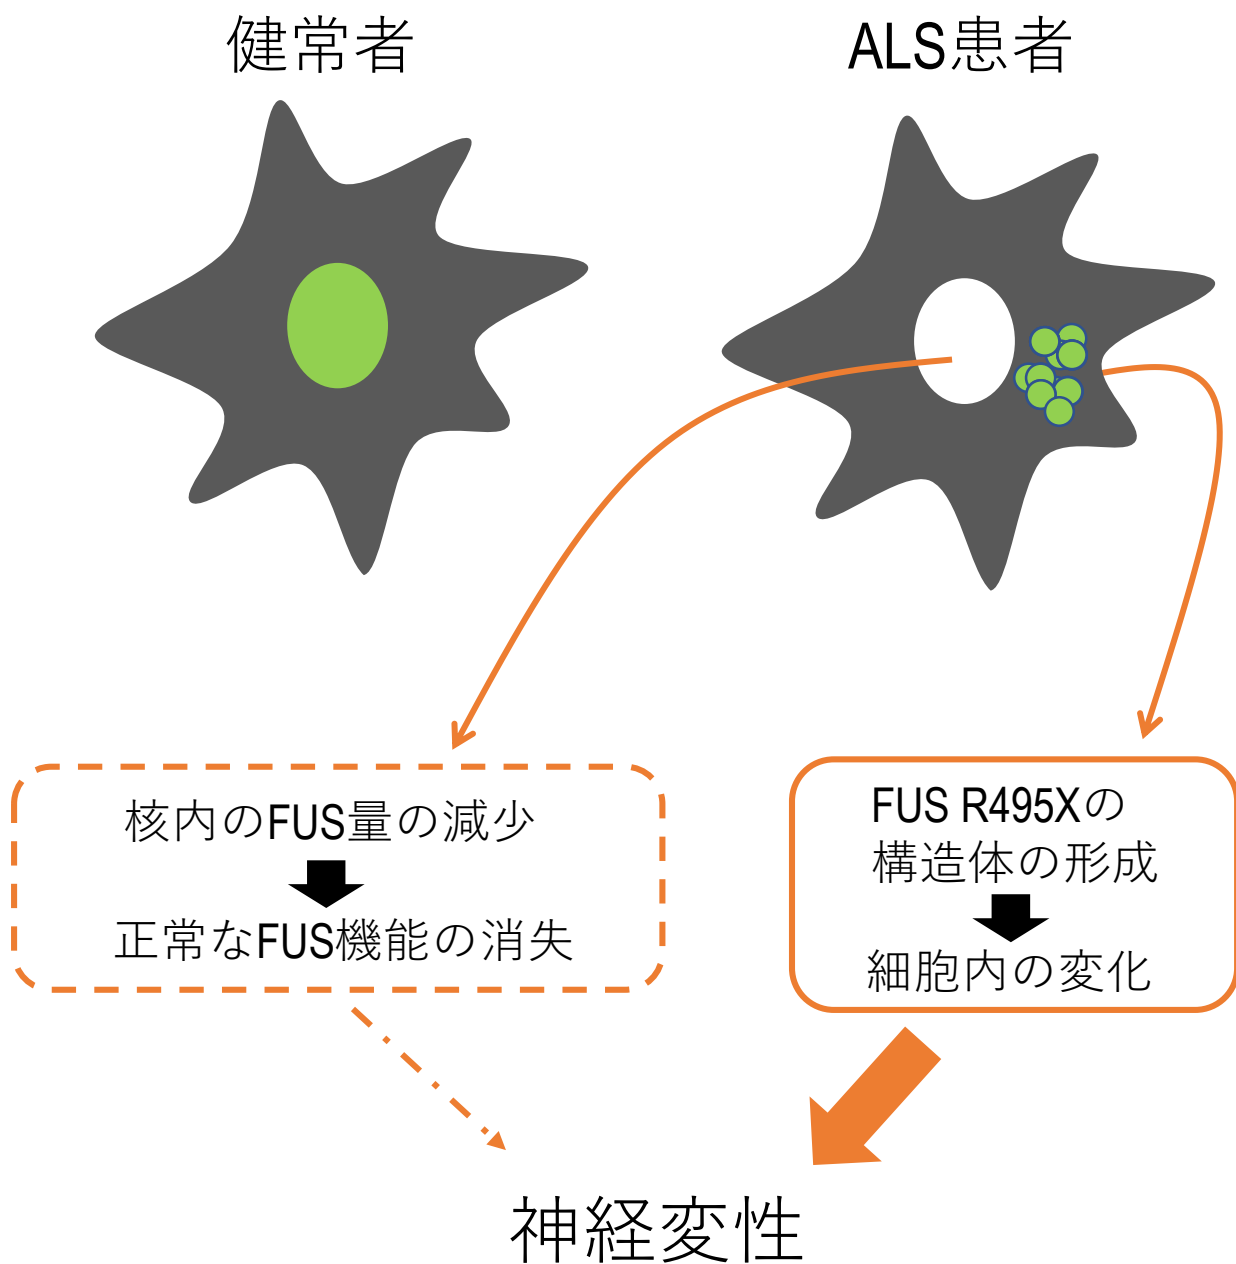 健常者
ALS患者
核内のFUS量の減少
正常なFUS機能の消失
FUS R495Xの
構造体の形成
細胞内の変化
神経変性